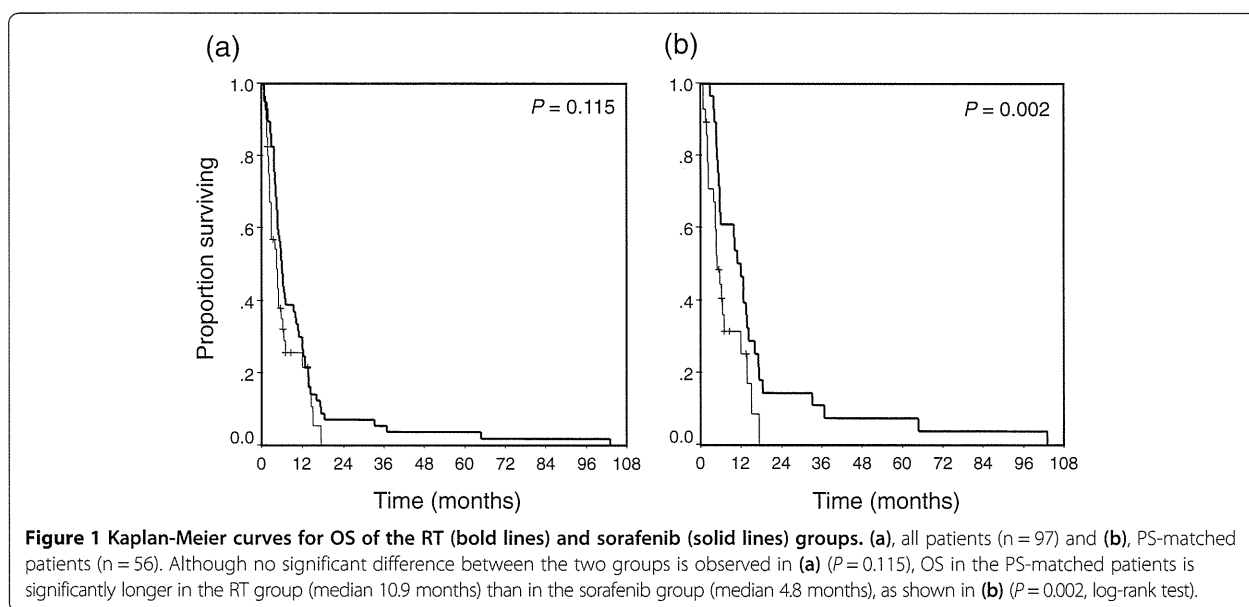 (a)
(b)
P = 0.115
P = 0.002
Proportion surviving
1.0
.8
.6
.4
.2
0.0
0 12 24 36 48 60 72 84 96 108
Time (months)
1.0
.8
.6
.4
.2
0.0
0 12 24 36 48 60 72 84 96 108
Time (months)
Figure 1 Kaplan-Meier curves for OS of the RT (bold lines) and sorafenib (solid lines) groups. (a), all patients (n = 97) and (b), PS-matched
patients (n = 56). Although no significant difference between the two groups is observed in (a) (P = 0.115), OS in the PS-matched patients is
significantly longer in the RT group (median 10.9 months) than in the sorafenib group (median 4.8 months), as shown in (b) (P = 0.002, log-rank test).